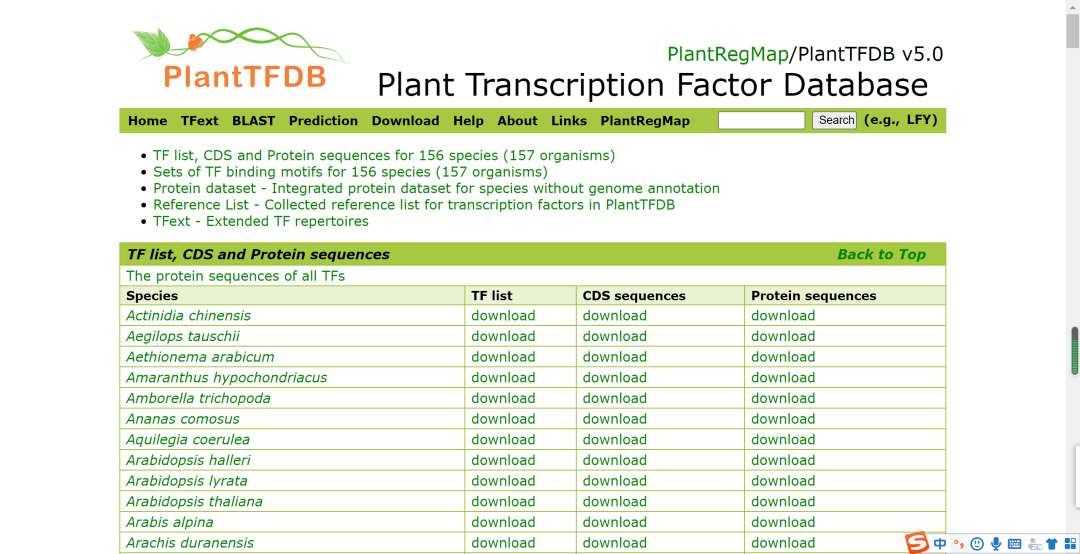 PlantTFDB
PlantRegMap/PlantTFDB v5.0
Plant Transcription Factor Database
Home TFext BLAST Prediction Download Help About Links PlantRegMap Search (e.g., LFY)
TF list, CDS and Protein sequences for 156 species (157 organisms)
Sets of TF binding motifs for 156 species (157 organisms)
Protein dataset - Integrated protein dataset for species without genome annotation
Reference List - Collected reference list for transcription factors in PlantTFDB
TFext - Extended TF repertoires
TF list, CDS and Protein sequences Back to Top
The protein sequences of all TFs
Species TF list CDS sequences Protein sequences
Actinidia chinensis download download download
Aegilops tauschii download download download
Aethionema arabicum download download download
Amaranthus hypochondriacus download download download
Amborella trichopoda download download download
Ananas comosus download download download
Aquilegia coerulea download download download
Arabidopsis halleri download download download
Arabidopsis lyrata download download download
Arabidopsis thaliana download download download
Arabis alpina download download download
Arachis duranensis download download download
S 中